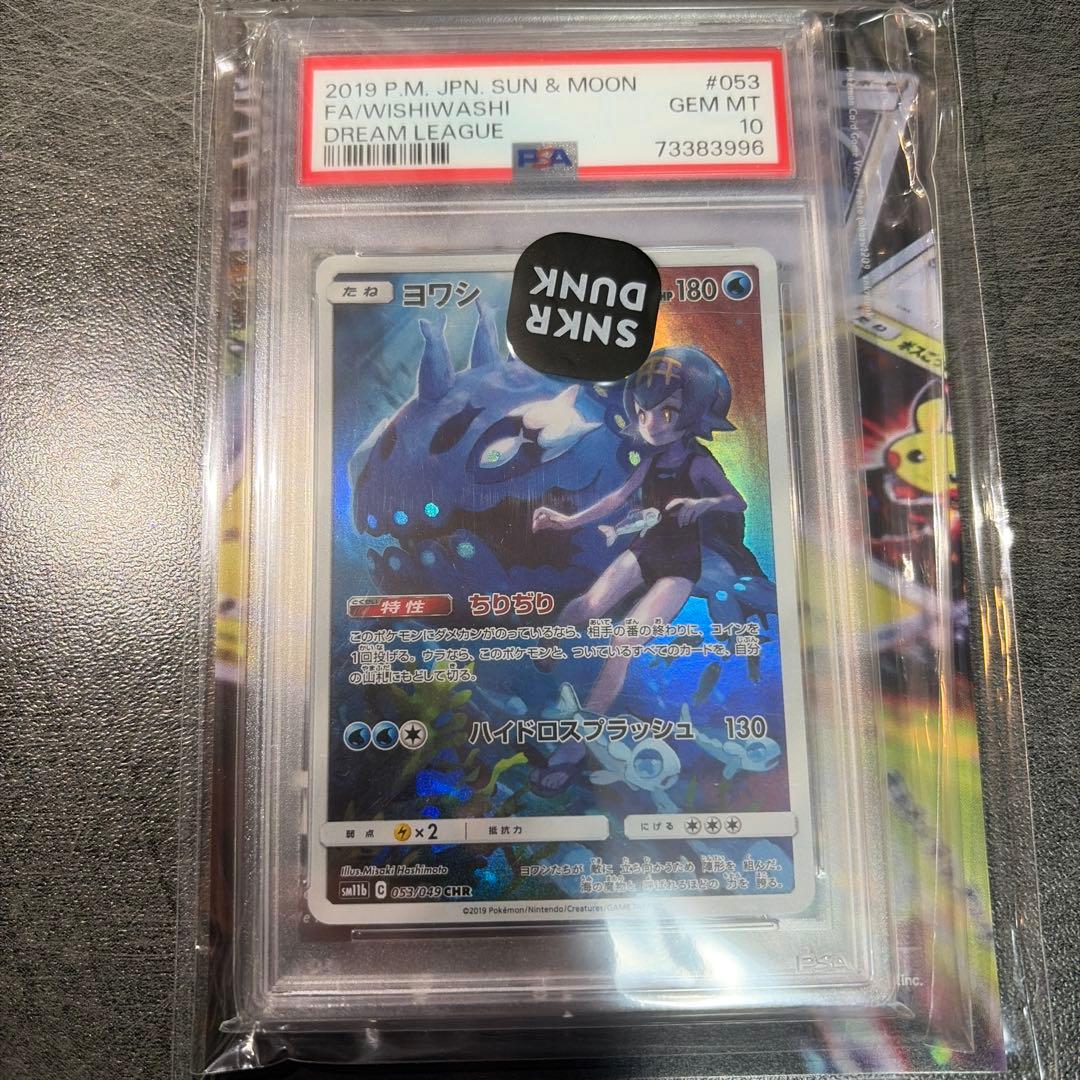 2019 P.M. JPN. SUN & MOON #053
FA/WISHIWASHI GEM MT
DREAM LEAGUE 10
73383996
PSA
SNKR
DUNK
たね ヨワシ HP 180
特性 ちりぢり
このポケモンにダメカンがのっているなら、相手の番の終わりに、コインを
1回投げる。ウラなら、このポケモンと、ついているすべてのカードを、自分
の山札にもどして切る。
ハイドロスプラッシュ 130
弱点 ×2 抵抗力 にげる
Illus. Misaki Hashimoto
ヨワシたちが 敵に 立ち向かうため 陣形を 組んだ。
海の魔物と 呼ばれるほどの 力を 誇る。
sm11b C 053/049 CHR
©2019 Pokémon/Nintendo/Creatures/GAME
PSA
inc.